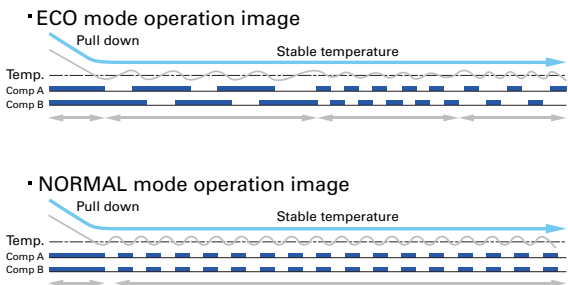 ▪ECO mode operation image
Pull down
Stable temperature
Temp.
Comp A
Comp B
▪NORMAL mode operation image
Pull down
Stable temperature
Temp.
Comp A
Comp B